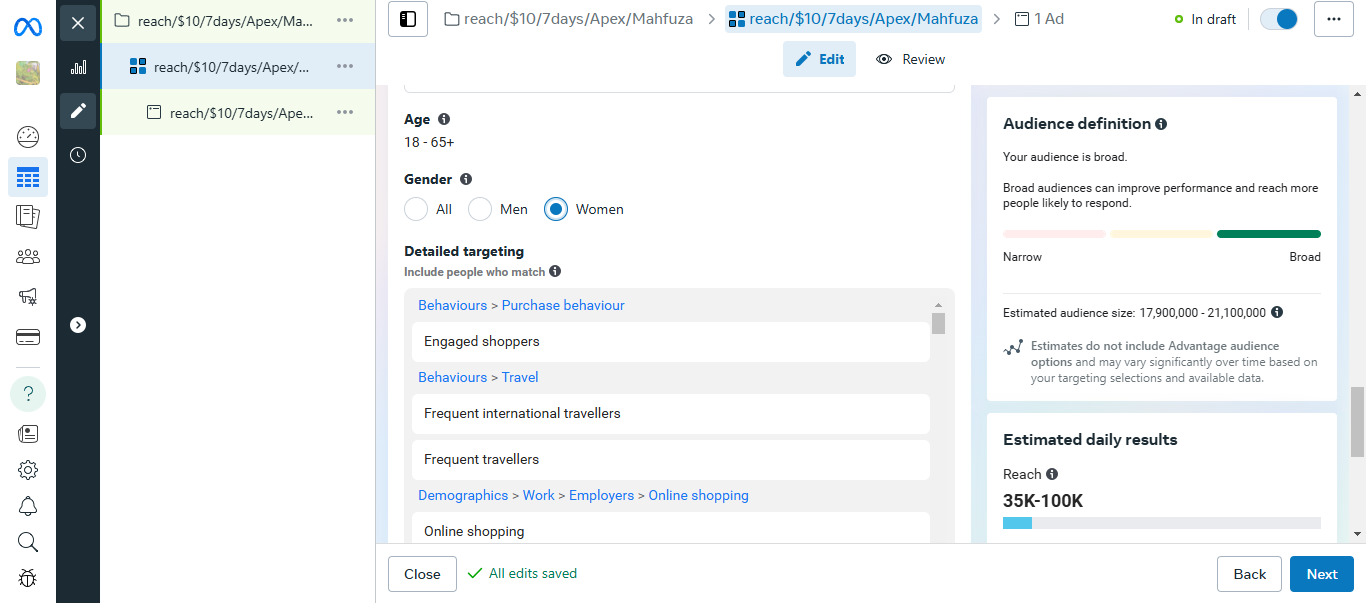 reach/$10/7days/Apex/Ma...
reach/$10/7days/Apex/...
reach/$10/7days/Ape...
reach/$10/7days/Apex/Mahfuza
reach/$10/7days/Apex/Mahfuza
1 Ad
In draft
Edit
Review
Age
18 - 65+
Gender
All Men Women
Detailed targeting
Include people who match
Behaviours > Purchase behaviour
Engaged shoppers
Behaviours > Travel
Frequent international travellers
Frequent travellers
Demographics > Work > Employers > Online shopping
Online shopping
Audience definition
Your audience is broad.
Broad audiences can improve performance and reach more
people likely to respond.
Narrow Broad
Estimated audience size: 17,900,000 - 21,100,000
Estimates do not include Advantage audience
options and may vary significantly over time based on
your targeting selections and available data.
Estimated daily results
Reach
35K-100K
Close
All edits saved
Back
Next